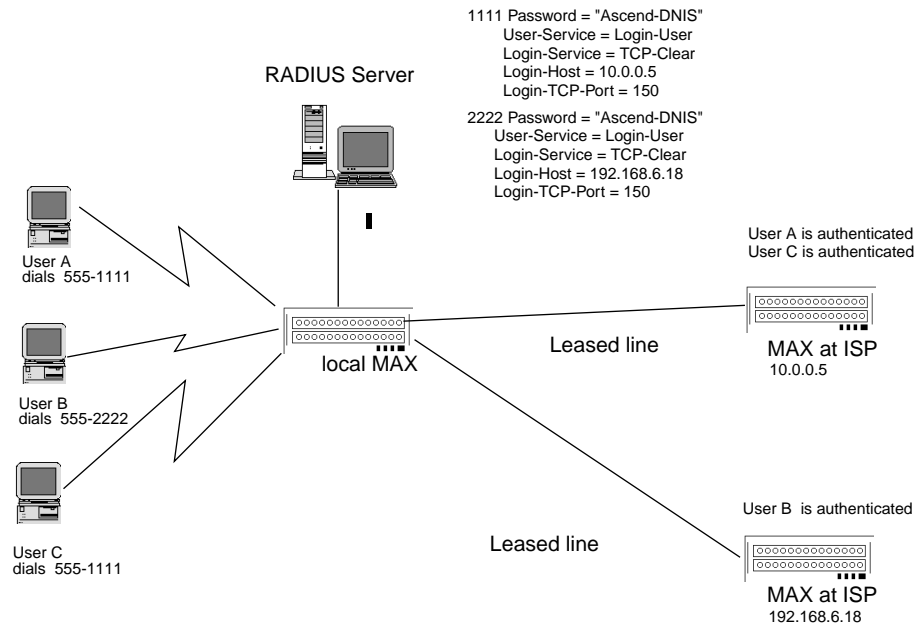 1111 Password = "Ascend-DNIS"
User-Service = Login-User
Login-Service = TCP-Clear
Login-Host = 10.0.0.5
Login-TCP-Port = 150
2222 Password = "Ascend-DNIS"
User-Service = Login-User
Login-Service = TCP-Clear
Login-Host = 192.168.6.18
Login-TCP-Port = 150
RADIUS Server
User A
dials 555-1111
User B
dials 555-2222
User C
dials 555-1111
local MAX
Leased line
Leased line
User A is authenticated
User C is authenticated
MAX at ISP
10.0.0.5
User B is authenticated
MAX at ISP
192.168.6.18